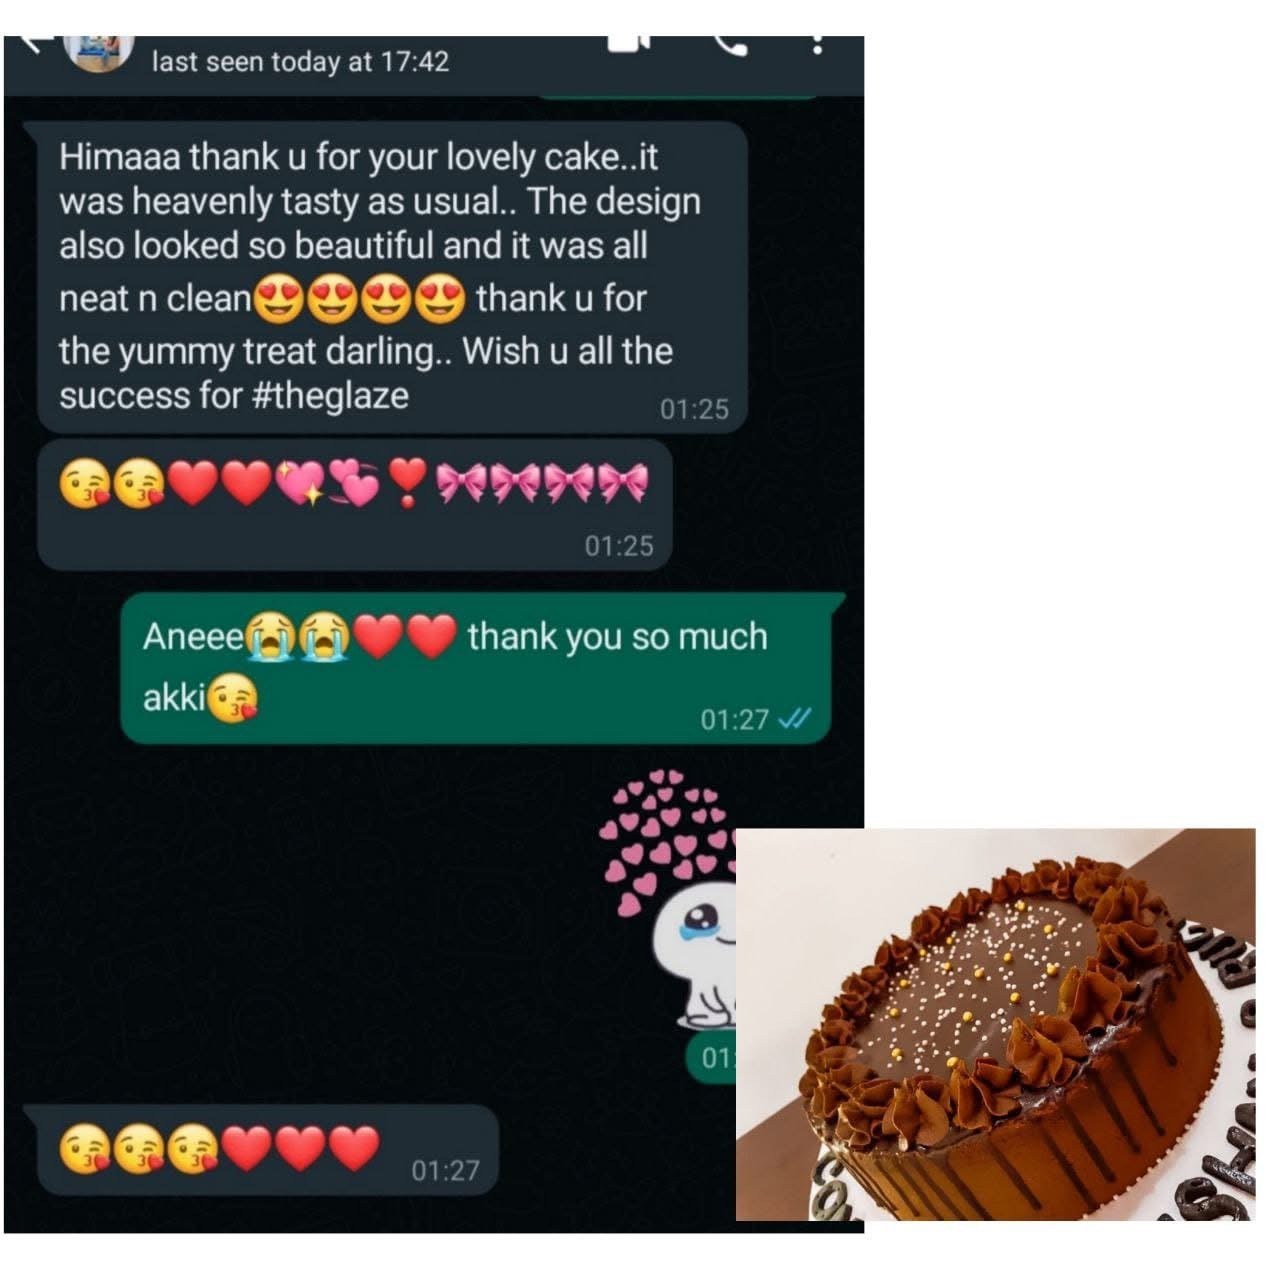 last seen today at 17:42
Himaaa thank u for your lovely cake..it
was heavenly tasty as usual.. The design
also looked so beautiful and it was all
neat n clean😍😍😍😍 thank u for
the yummy treat darling.. Wish u all the
success for #theglaze
01:25
😘😘❤️❤️💖💞❣️🎀🎀🎀🎀
01:25
Aneee😭😭❤️❤️ thank you so much
akki😘
01:27
01:
😘😘😘❤️❤️❤️
01:27